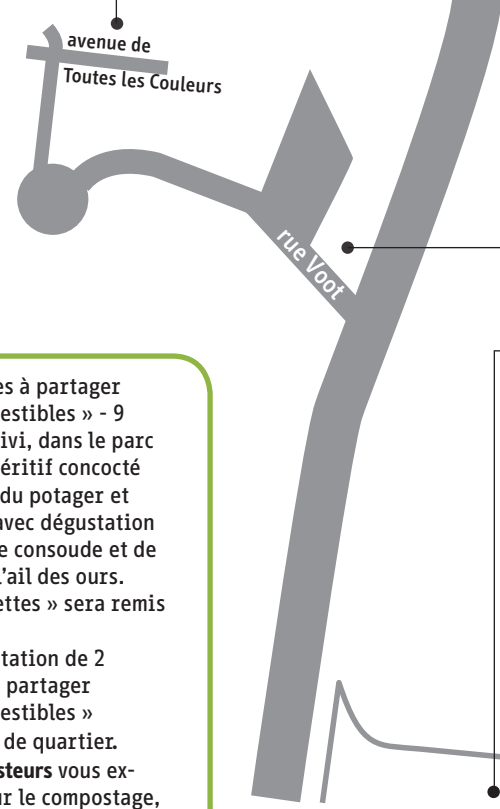 avenue de
Toutes les Couleurs
rue Voot
es à partager
estibles » - 9
ivi, dans le parc
éritif concocté
du potager et
avec dégustation
e consoude et de
l'ail des ours.
ettes » sera remis
tation de 2
partager
estibles »
de quartier.
steurs vous ex-
ur le compostage,